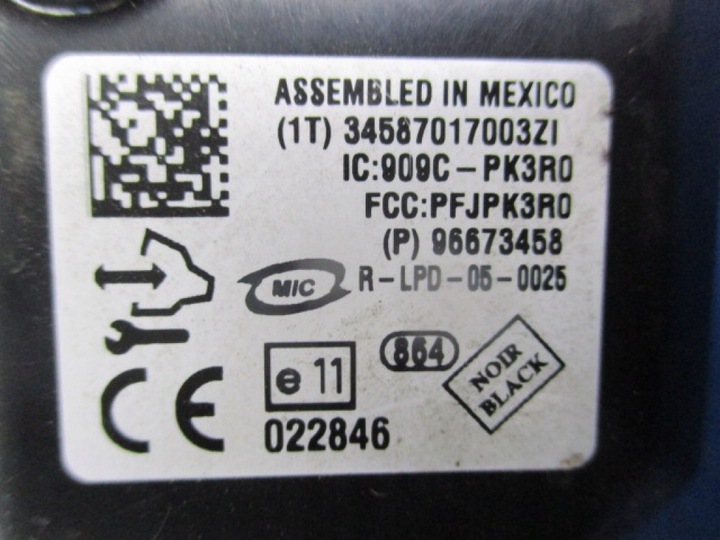 ASSEMBLED IN MEXICO
(1T) 34587017003ZI
IC:909C-PK3R0
FCC:PFJPK3R0
(P) 96673458
MIC R-LPD-05-0025
CE
e 11
864
NOIR
BLACK
022846